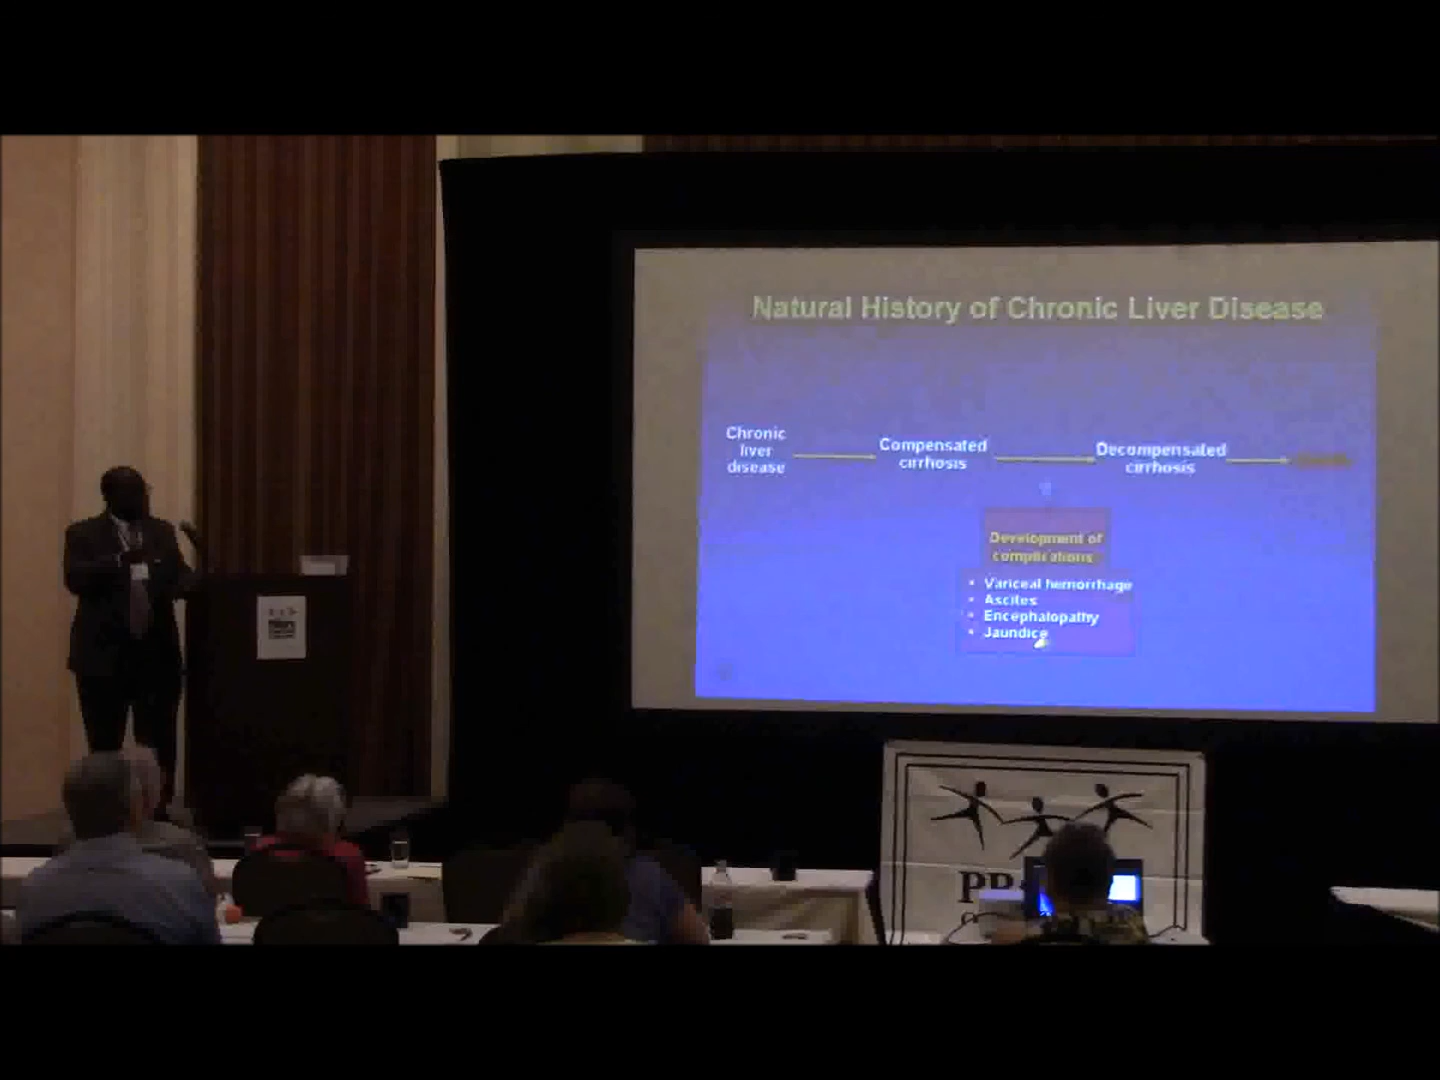 Natural History of Chronic Liver Disease
Chronic
liver
disease
Compensated
cirrhosis
Decompensated
cirrhosis
Development of
complications
• Variceal hemorrhage
• Ascites
• Encephalopathy
• Jaundice